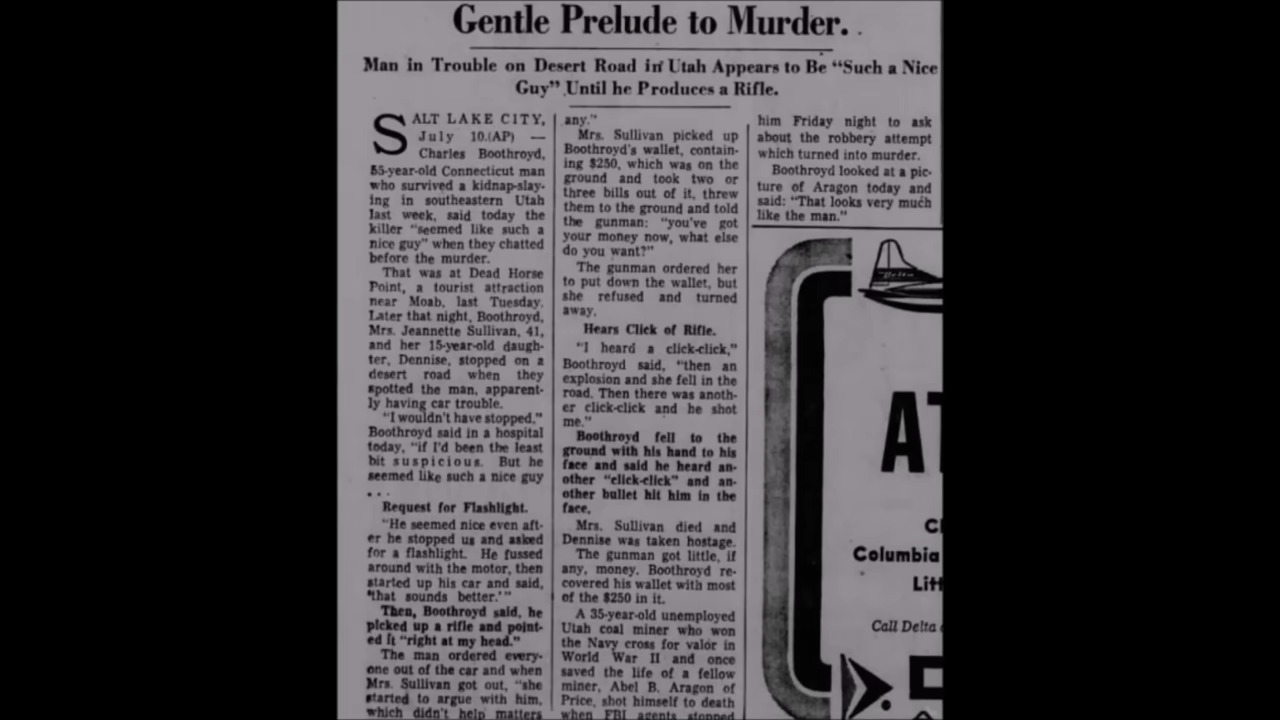 Gentle Prelude to Murder.
Man in Trouble on Desert Road in Utah Appears to Be "Such a Nice
Guy" Until he Produces a Rifle.
SALT LAKE CITY,
July 10.(AP) —
Charles Boothroyd,
55-year-old Connecticut man
who survived a kidnap-slay-
ing in southeastern Utah
last week, said today the
killer "seemed like such a
nice guy" when they chatted
before the murder.
That was at Dead Horse
Point, a tourist attraction
near Moab, last Tuesday.
Later that night, Boothroyd,
Mrs. Jeannette Sullivan, 41,
and her 15-year-old daugh-
ter, Dennise, stopped on a
desert road when they
spotted the man, apparent-
ly having car trouble.
"I wouldn't have stopped,"
Boothroyd said in a hospital
today, "if I'd been the least
bit suspicious. But he
seemed like such a nice guy
...
Request for Flashlight.
"He seemed nice even aft-
er he stopped us and asked
for a flashlight. He fussed
around with the motor, then
started up his car and said,
'that sounds better.'"
Then, Boothroyd said, he
picked up a rifle and point-
ed it "right at my head."
The man ordered every-
one out of the car and when
Mrs. Sullivan got out, "she
started to argue with him,
which didn't help matters
any."
Mrs. Sullivan picked up
Boothroyd's wallet, contain-
ing $250, which was on the
ground and took two or
three bills out of it, threw
them to the ground and told
the gunman: "you've got
your money now, what else
do you want?"
The gunman ordered her
to put down the wallet, but
she refused and turned
away.
Hears Click of Rifle.
"I heard a click-click,"
Boothroyd said, "then an
explosion and she fell in the
road. Then there was anoth-
er click-click and he shot
me."
Boothroyd fell to the
ground with his hand to his
face and said he heard an-
other "click-click" and an-
other bullet hit him in the
face.
Mrs. Sullivan died and
Dennise was taken hostage.
The gunman got little, if
any, money. Boothroyd re-
covered his wallet with most
of the $250 in it.
A 35-year-old unemployed
Utah coal miner who won
the Navy cross for valor in
World War II and once
saved the life of a fellow
miner, Abel B. Aragon of
Price, shot himself to death
when FBI agents stopped
him Friday night to ask
about the robbery attempt
which turned into murder.
Boothroyd looked at a pic-
ture of Aragon today and
said: "That looks very much
like the man."
Delta
AT
Columbia
Litt
Call Delta